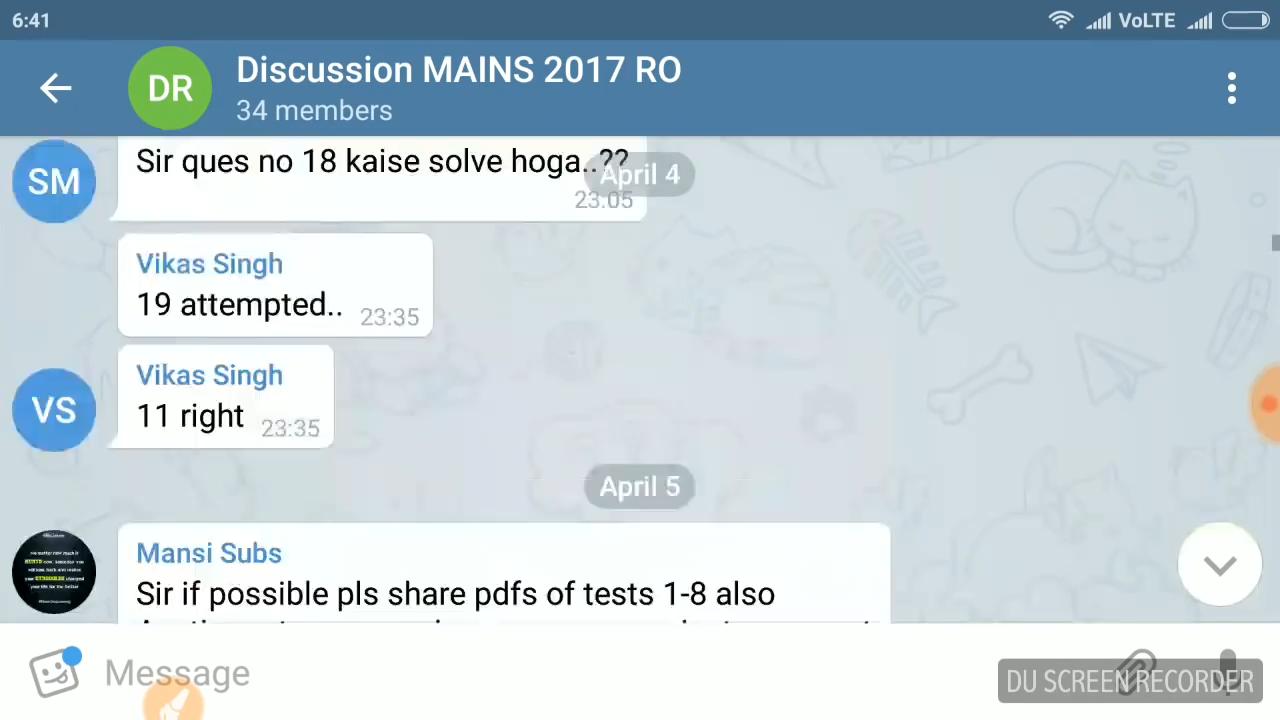 6:41
VoLTE
DR
Discussion MAINS 2017 RO
34 members
SM
Sir ques no 18 kaise solve hoga..??
April 4
23:05
Vikas Singh
19 attempted..
23:35
VS
Vikas Singh
11 right
23:35
April 5
Mansi Subs
Sir if possible pls share pdfs of tests 1-8 also
Message
DU SCREEN RECORDER